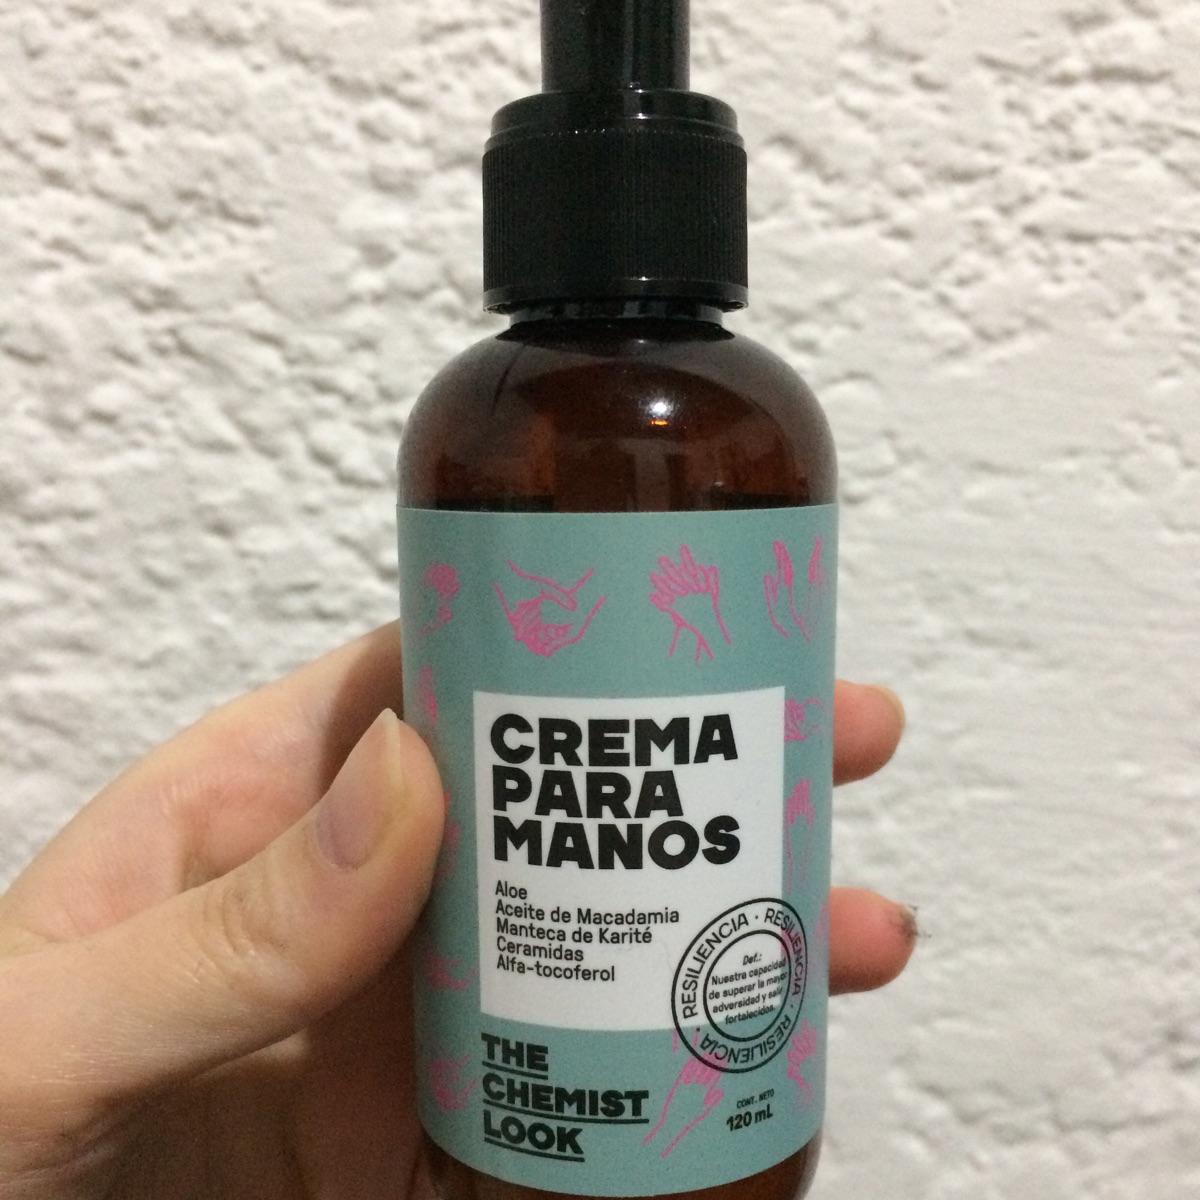 CREMA
PARA
MANOS
Aloe
Aceite de Macadamia
Manteca de Karité
Ceramidas
Alfa-tocoferol
RESILIENCIA · RESILIENCIA · RESILIENCIA ·
Def.:
Nuestra capacidad
de superar la mayor
adversidad y salir
fortalecidos.
THE
CHEMIST
LOOK
CONT. NETO
120 mL